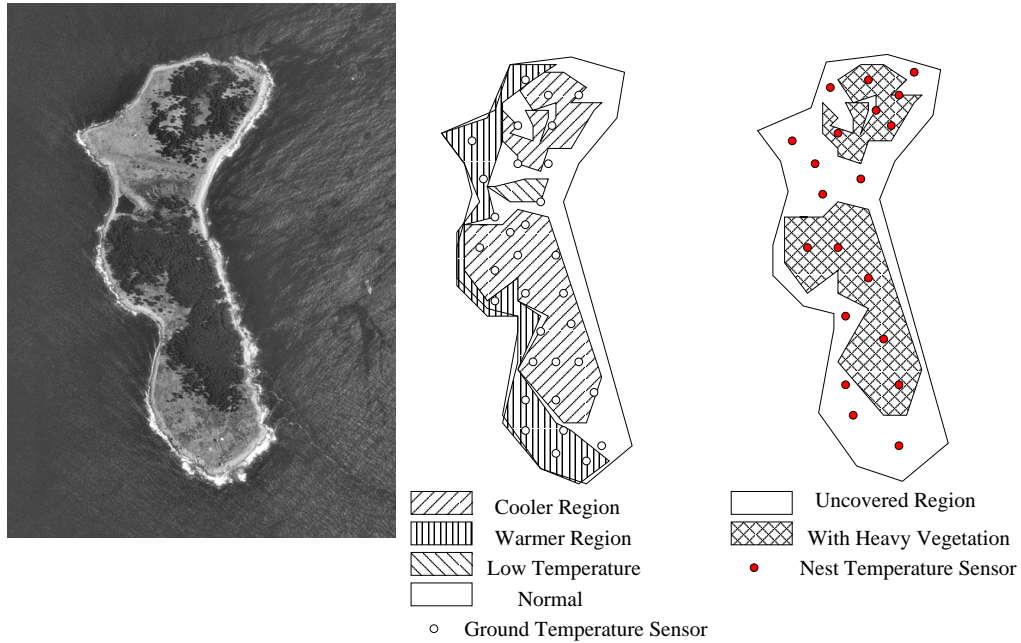 Cooler Region
Warmer Region
Low Temperature
Normal
Ground Temperature Sensor
Uncovered Region
With Heavy Vegetation
Nest Temperature Sensor